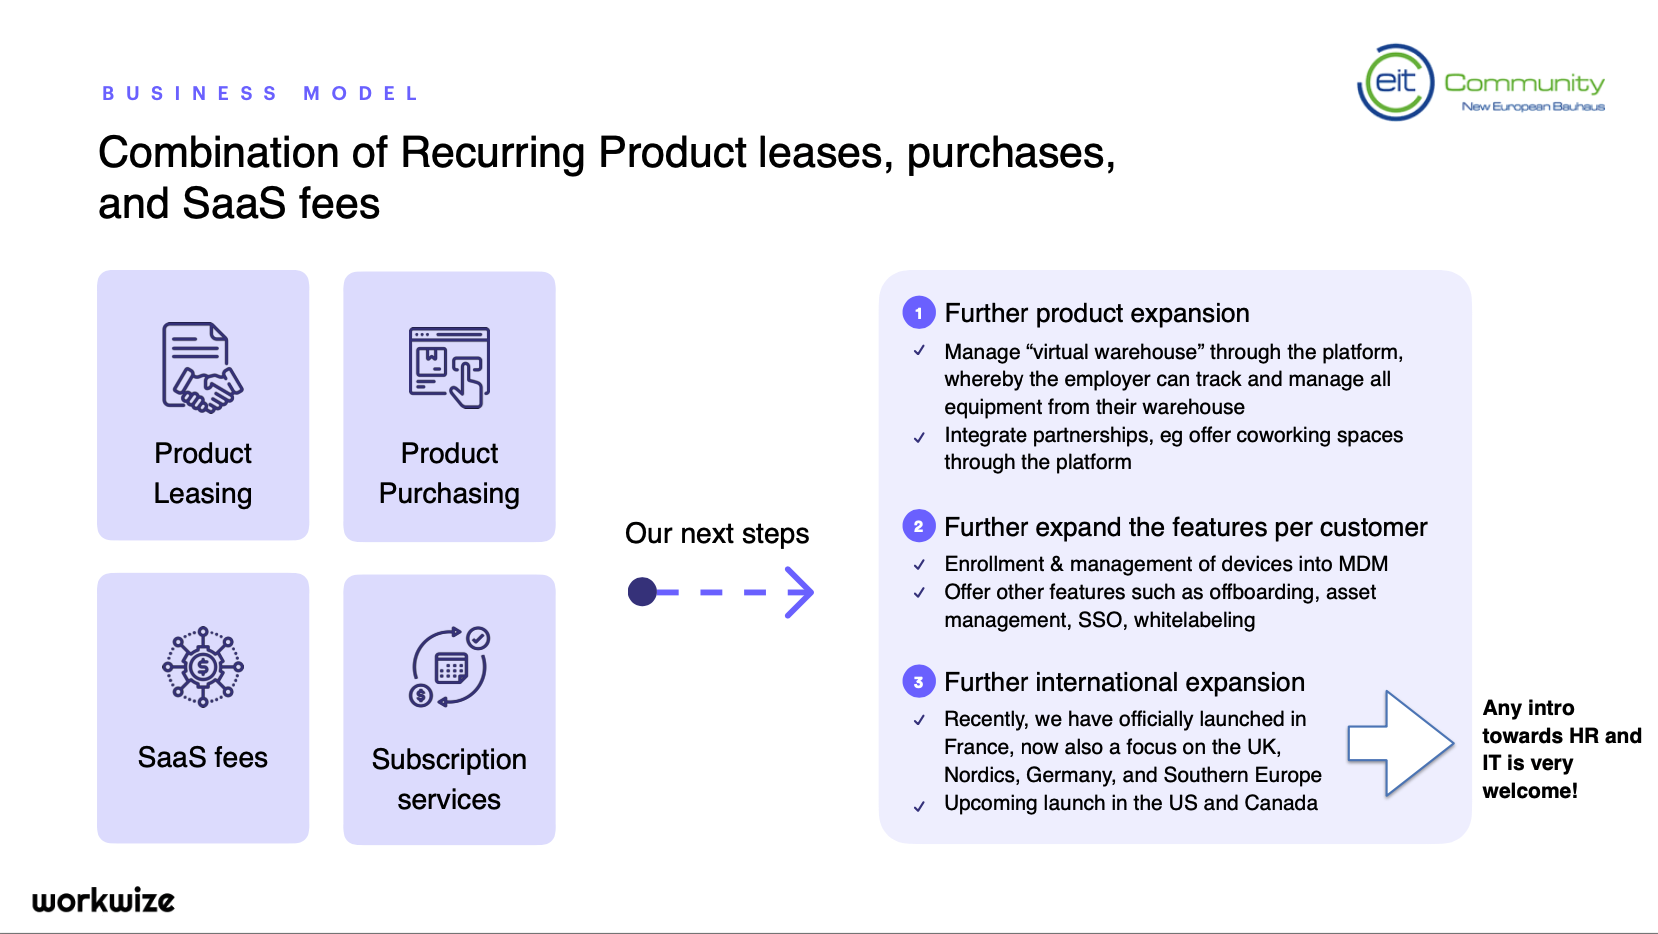 BUSINESS MODEL
eit Community
New European Bauhaus
Combination of Recurring Product leases, purchases,
and SaaS fees
Product
Leasing
Product
Purchasing
SaaS fees
Subscription
services
Our next steps
1 Further product expansion
Manage “virtual warehouse” through the platform,
whereby the employer can track and manage all
equipment from their warehouse
Integrate partnerships, eg offer coworking spaces
through the platform
2 Further expand the features per customer
Enrollment & management of devices into MDM
Offer other features such as offboarding, asset
management, SSO, whitelabeling
3 Further international expansion
Recently, we have officially launched in
France, now also a focus on the UK,
Nordics, Germany, and Southern Europe
Upcoming launch in the US and Canada
Any intro
towards HR and
IT is very
welcome!
workwize